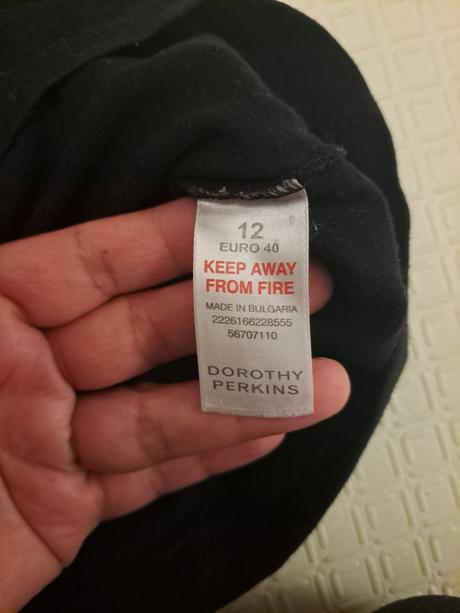 12
EURO 40
KEEP AWAY
FROM FIRE
MADE IN BULGARIA
2226166228555
56707110
DOROTHY
PERKINS